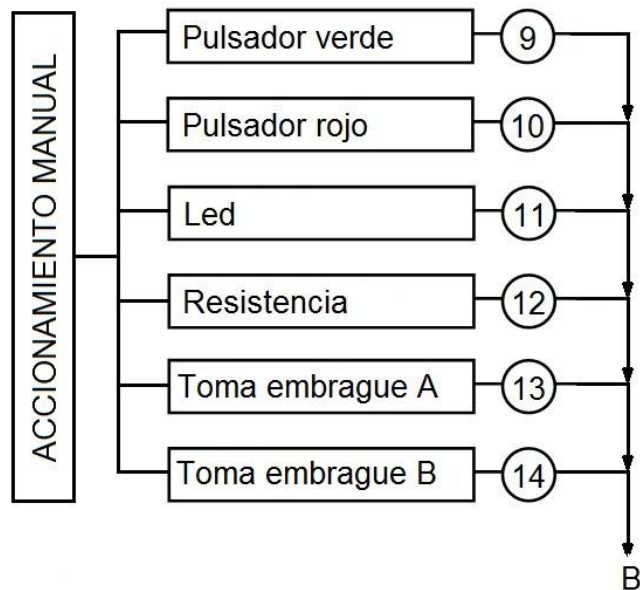 ACCIONAMIENTO MANUAL
Pulsador verde
9
Pulsador rojo
10
Led
11
Resistencia
12
Toma embrague A
13
Toma embrague B
14
B